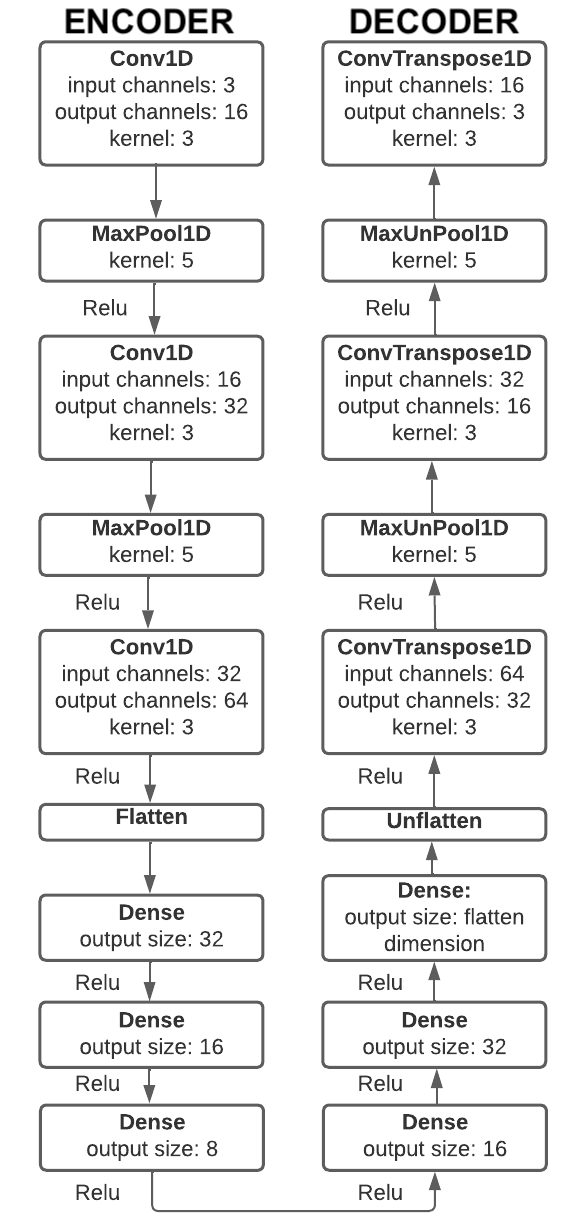 ENCODER
Conv1D
input channels: 3
output channels: 16
kernel: 3
MaxPool1D
kernel: 5
Relu
Conv1D
input channels: 16
output channels: 32
kernel: 3
MaxPool1D
kernel: 5
Relu
Conv1D
input channels: 32
output channels: 64
kernel: 3
Relu
Flatten
Dense
output size: 32
Relu
Dense
output size: 16
Relu
Dense
output size: 8
Relu
DECODER
ConvTranspose1D
input channels: 16
output channels: 3
kernel: 3
MaxUnPool1D
kernel: 5
Relu
ConvTranspose1D
input channels: 32
output channels: 16
kernel: 3
MaxUnPool1D
kernel: 5
Relu
ConvTranspose1D
input channels: 64
output channels: 32
kernel: 3
Relu
Unflatten
Dense:
output size: flatten
dimension
Relu
Dense
output size: 32
Relu
Dense
output size: 16
Relu